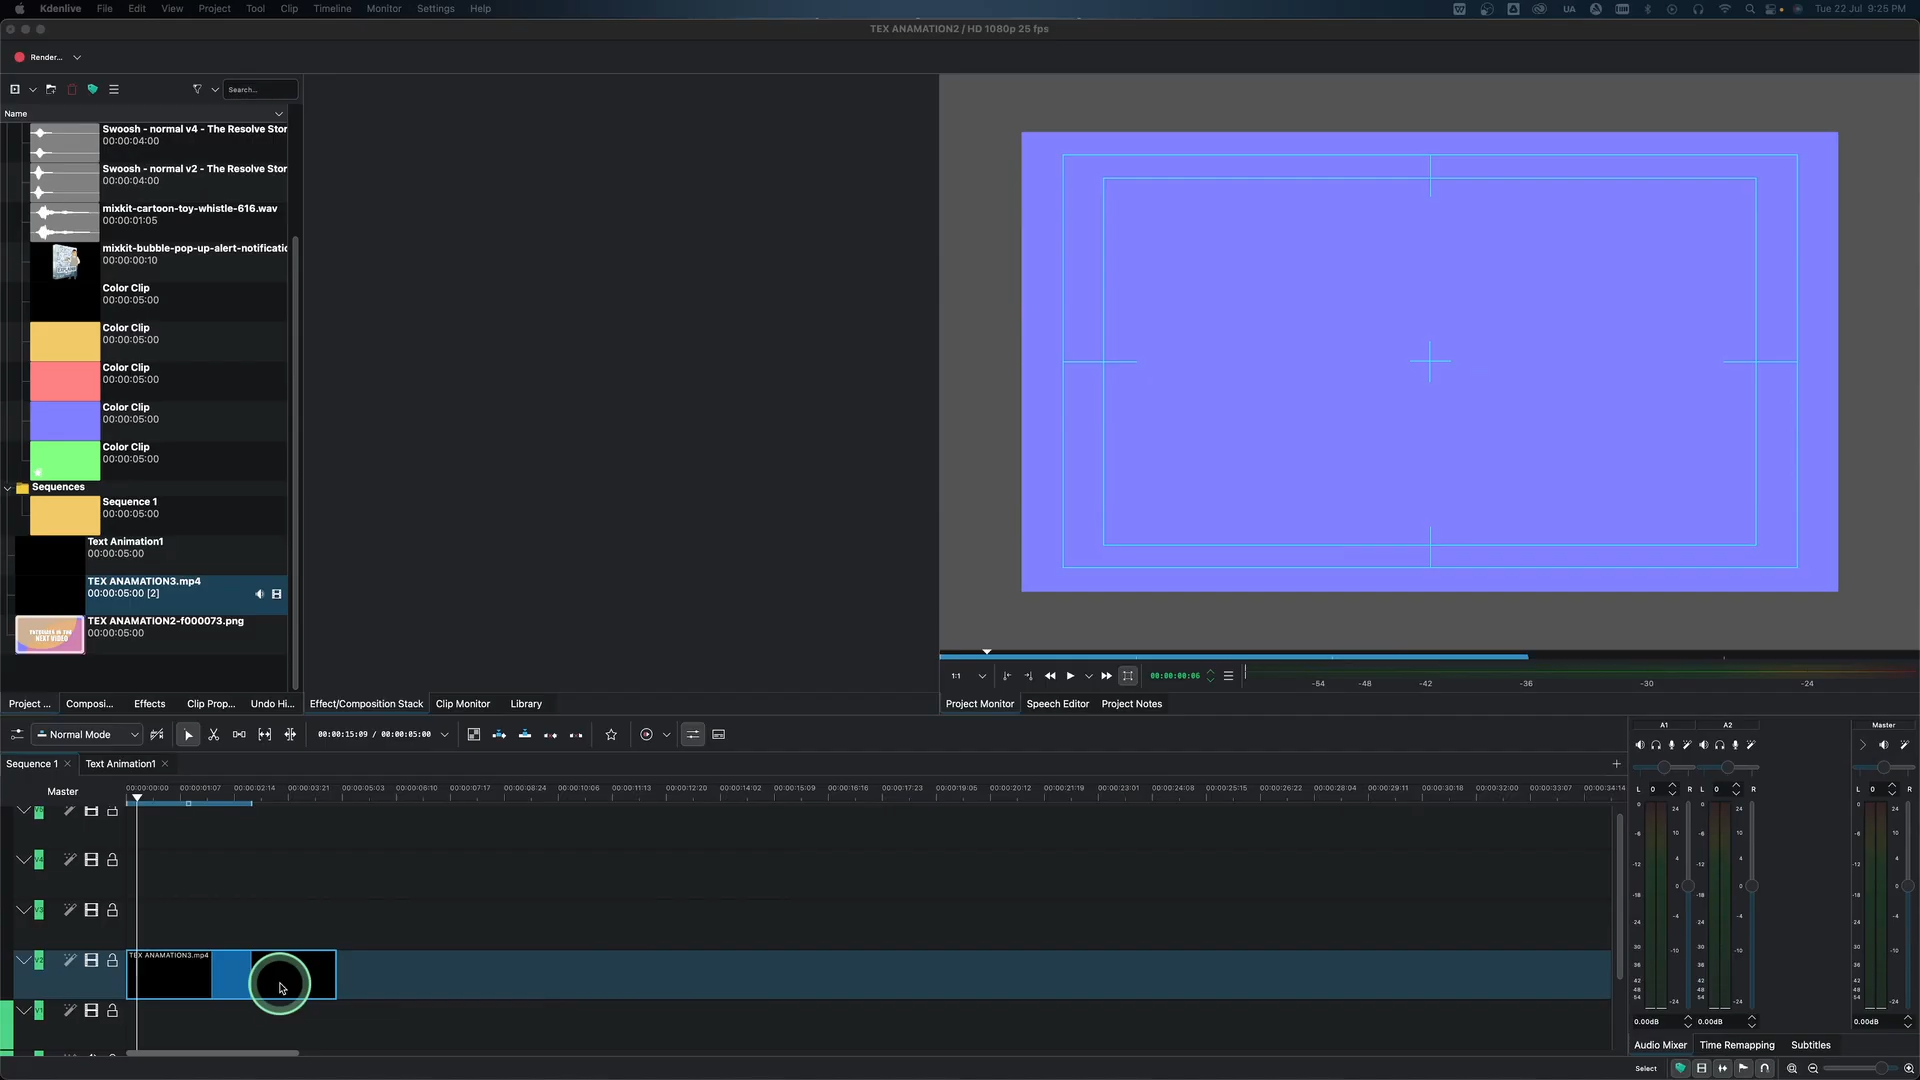 Kdenlive File Edit View Project Tool Clip Timeline Monitor Settings Help
UA Tue 22 Jul 9:25 PM
TEX ANAMATION2 / HD 1080p 25 fps
Render...
Search...
Name
Swoosh - normal v4 - The Resolve Stor
00:00:04:00
Swoosh - normal v2 - The Resolve Stor
00:00:04:00
mixkit-cartoon-toy-whistle-616.wav
00:00:01:05
mixkit-bubble-pop-up-alert-notificatio
00:00:00:10
Color Clip
00:00:05:00
Color Clip
00:00:05:00
Color Clip
00:00:05:00
Color Clip
00:00:05:00
Color Clip
00:00:05:00
Sequences
Sequence 1
00:00:05:00
Text Animation1
00:00:05:00
TEX ANAMATION3.mp4
00:00:05:00 [2]
TEX ANAMATION2-f000073.png
00:00:05:00
NEXT VIDEO
1:1 00:00:00:06 -54 -48 -42 -36 -30 -24
Project ... Composi... Effects Clip Prop... Undo Hi... Effect/Composition Stack Clip Monitor Library Project Monitor Speech Editor Project Notes
Normal Mode 00:00:15:09 / 00:00:05:00
A1 A2 Master
Sequence 1 Text Animation1
Master 00:00:00:00 00:00:01:07 00:00:02:14 00:00:03:21 00:00:05:03 00:00:06:10 00:00:07:17 00:00:08:24 00:00:10:06 00:00:11:13 00:00:12:20 00:00:14:02 00:00:15:09 00:00:16:16 00:00:17:23 00:00:19:05 00:00:20:12 00:00:21:19 00:00:23:01 00:00:24:08 00:00:25:15 00:00:26:22 00:00:28:04 00:00:29:11 00:00:30:18 00:00:32:00 00:00:33:07 00:00:34:14
L 0 R L 0 R L 0 R
V4
V3
V2
TEX ANAMATION3.mp4
V1
0.00dB 0.00dB 0.00dB
Audio Mixer Time Remapping Subtitles
Select